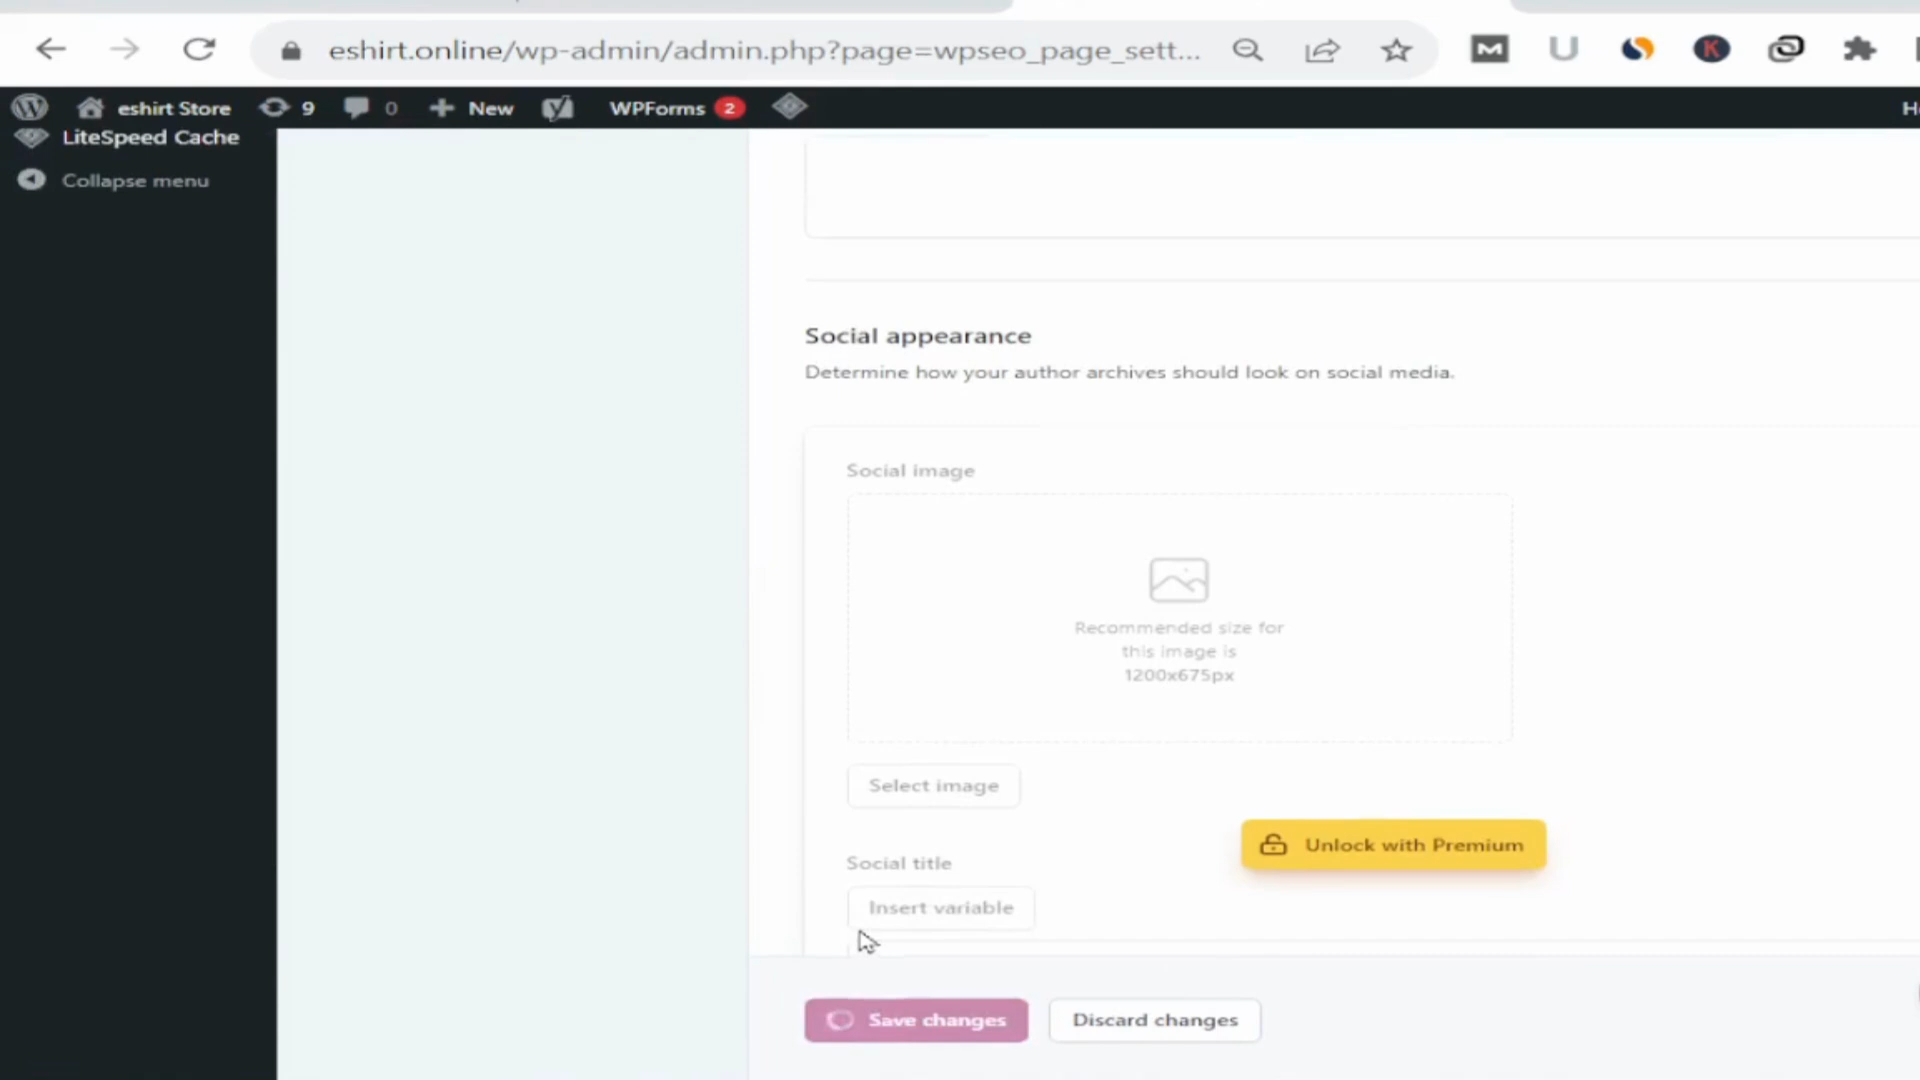 eshirt.online/wp-admin/admin.php?page=wpseo_page_sett...
eshirt Store 9 0 New WPForms 2
LiteSpeed Cache
Collapse menu
Social appearance
Determine how your author archives should look on social media.
Social image
Recommended size for
this image is
1200x675px
Select image
Unlock with Premium
Social title
Insert variable
Save changes Discard changes